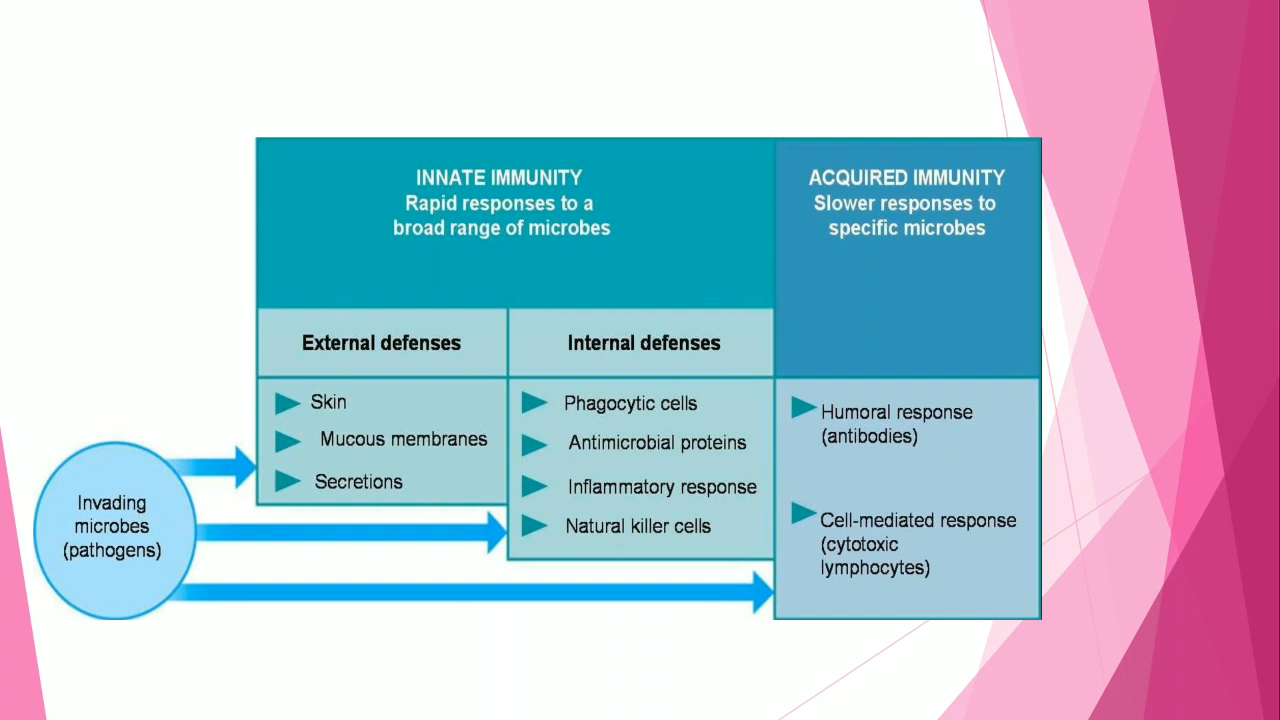 INNATE IMMUNITY
Rapid responses to a
broad range of microbes
ACQUIRED IMMUNITY
Slower responses to
specific microbes
External defenses
Internal defenses
Skin
Mucous membranes
Secretions
Phagocytic cells
Antimicrobial proteins
Inflammatory response
Natural killer cells
Humoral response
(antibodies)
Cell-mediated response
(cytotoxic
lymphocytes)
Invading
microbes
(pathogens)